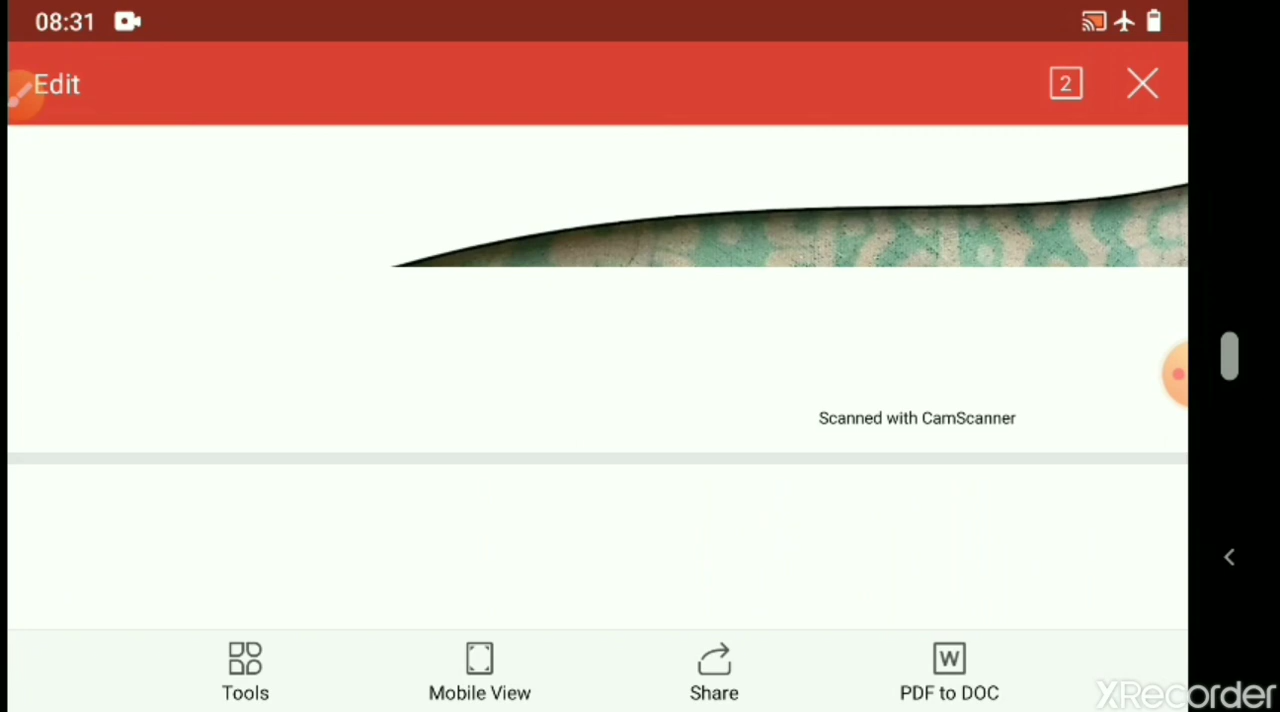 08:31
Edit
2
Scanned with CamScanner
Tools
Mobile View
Share
W
PDF to DOC
XRecorder